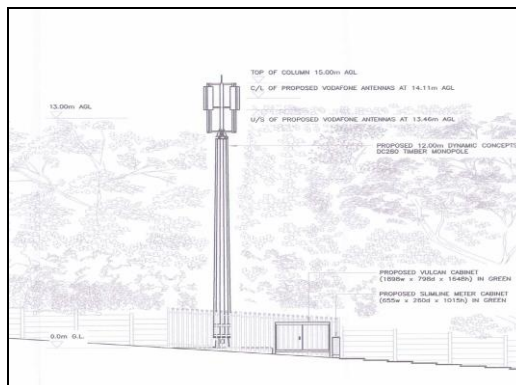 TOP OF COLUMN 15.00m AGL
C/L OF PROPOSED VODAFONE ANTENNAS AT 14.11m AGL
13.00m AGL
U/S OF PROPOSED VODAFONE ANTENNAS AT 13.46m AGL
PROPOSED 12.00m DYNAMIC CONCEPTS
DC280 TIMBER MONOPOLE
PROPOSED VULCAN CABINET
(1898w x 798d x 1648h) IN GREEN
PROPOSED SLIMLINE METER CABINET
(655w x 260d x 1015h) IN GREEN
0.0m G.L.